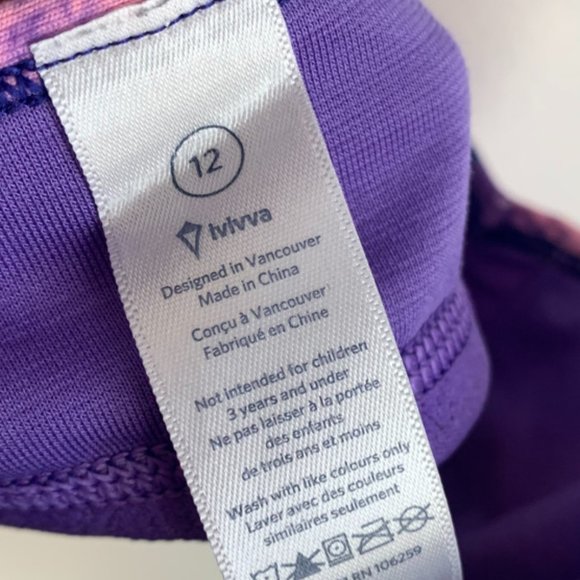 12
ivivva
Designed in Vancouver
Made in China
Conçu à Vancouver
Fabriqué en Chine
Not intended for children
3 years and under
Ne pas laisser à la portée
des enfants
de trois ans et moins
Wash with like colours only
Laver avec des couleurs
similaires seulement
RN 106259